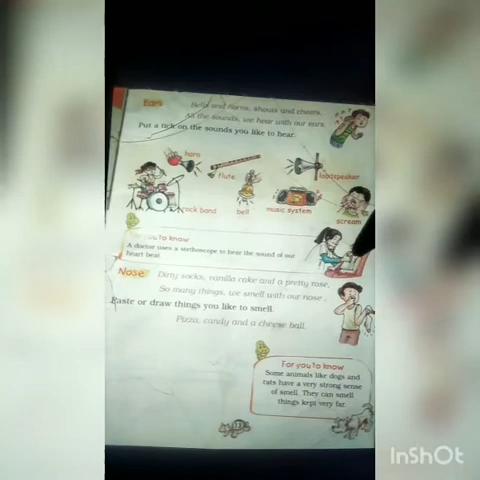 Ears
Bells and horns, shouts and cheers,
All the sounds, we hear with our ears.
Put a tick on the sounds you like to hear.
horn
flute
loudspeaker
rock band
bell
music system
scream
you to know
A doctor uses a stethoscope to hear the sound of our
heart beat.
Nose
Dirty socks, vanilla cake and a pretty rose,
So many things, we smell with our nose.
Paste or draw things you like to smell.
Pizza, candy and a cheese ball.
For you to know
Some animals like dogs and
cats have a very strong sense
of smell. They can smell
things kept very far.
InShOt